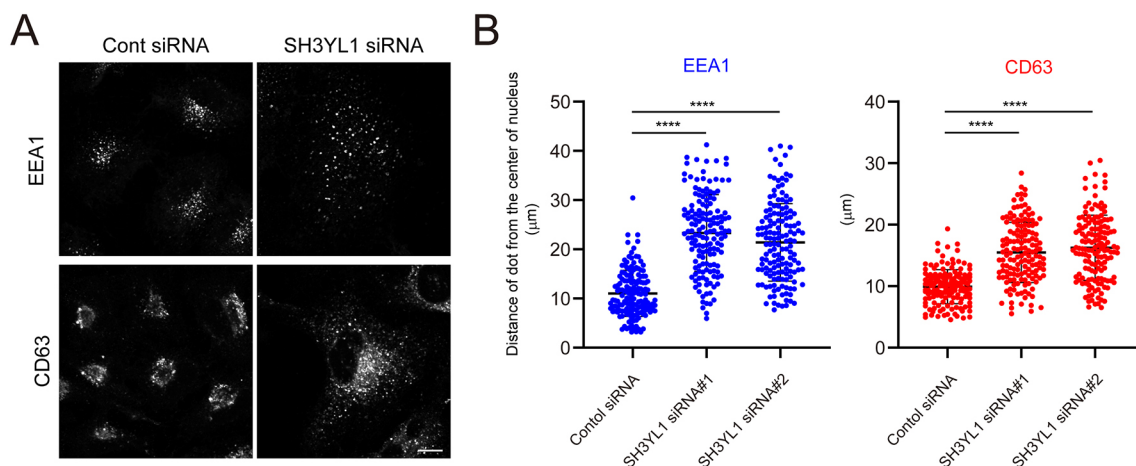 A
Cont siRNA
SH3YL1 siRNA
EEA1
CD63
B
EEA1
Distance of dot from the center of nucleus
(μm)
50
40
30
20
10
0
****
****
Contol siRNA
SH3YL1 siRNA#1
SH3YL1 siRNA#2
CD63
(μm)
40
30
20
10
0
****
****
Contol siRNA
SH3YL1 siRNA#1
SH3YL1 siRNA#2